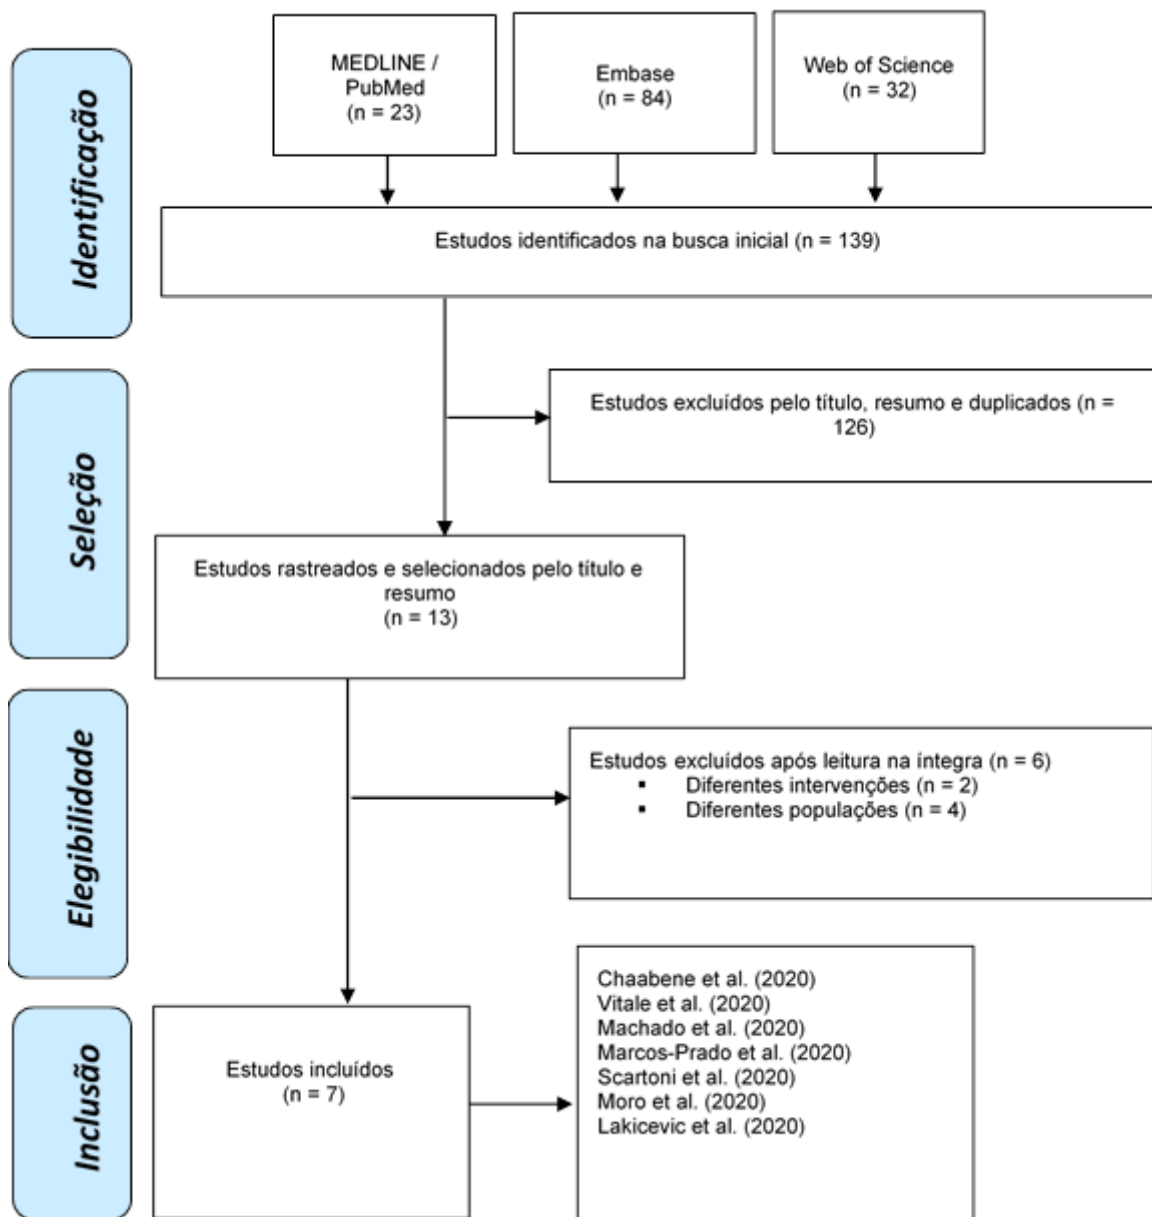 Identificação
MEDLINE /
PubMed
(n = 23)
Embase
(n = 84)
Web of Science
(n = 32)
Estudos identificados na busca inicial (n = 139)
Seleção
Estudos excluídos pelo título, resumo e duplicados (n =
126)
Estudos rastreados e selecionados pelo título e
resumo
(n = 13)
Elegibilidade
Estudos excluídos após leitura na íntegra (n = 6)
▪ Diferentes intervenções (n = 2)
▪ Diferentes populações (n = 4)
Inclusão
Estudos incluídos
(n = 7)
Chaabene et al. (2020)
Vitale et al. (2020)
Machado et al. (2020)
Marcos-Prado et al. (2020)
Scartoni et al. (2020)
Moro et al. (2020)
Lakicevic et al. (2020)